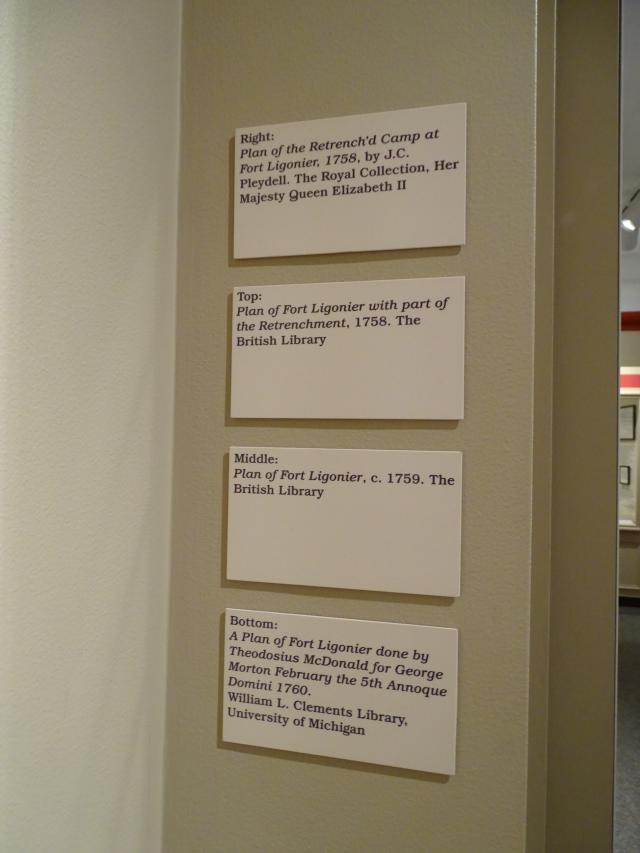 Right:
Plan of the Retrench'd Camp at
Fort Ligonier, 1758, by J.C.
Pleydell. The Royal Collection, Her
Majesty Queen Elizabeth II
Top:
Plan of Fort Ligonier with part of
the Retrenchment, 1758. The
British Library
Middle:
Plan of Fort Ligonier, c. 1759. The
British Library
Bottom:
A Plan of Fort Ligonier done by
Theodosius McDonald for George
Morton February the 5th Annoque
Domini 1760.
William L. Clements Library,
University of Michigan